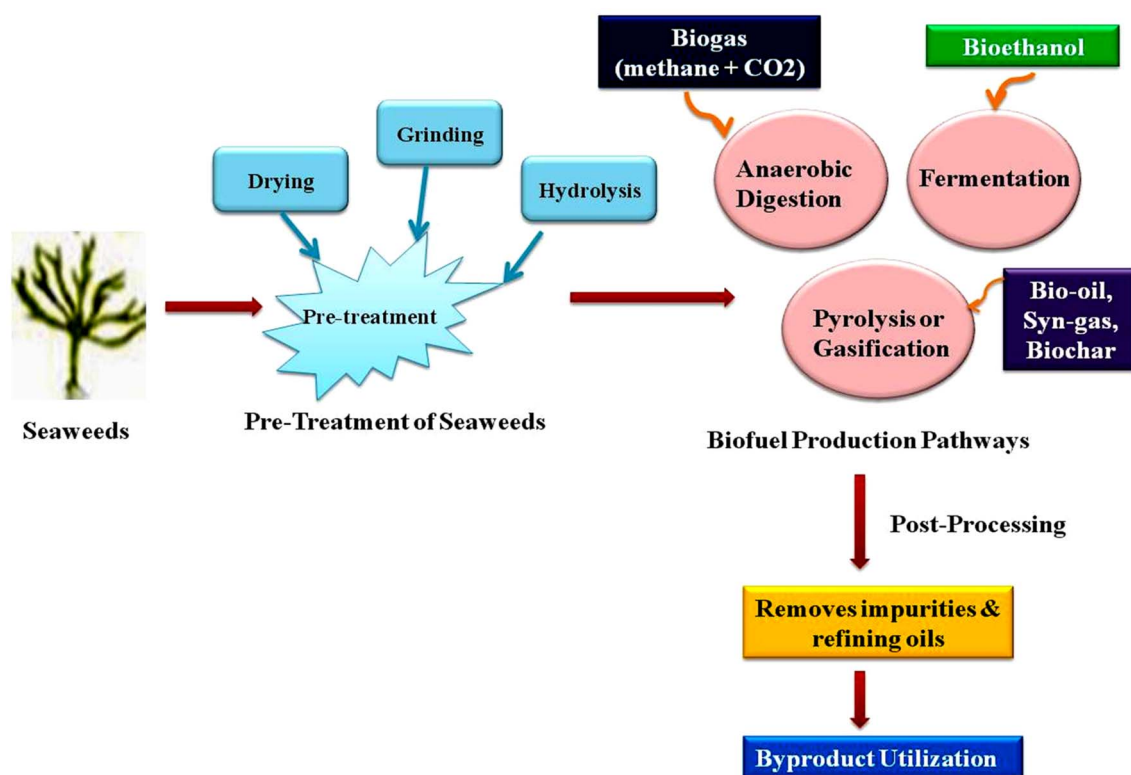 Biogas
(methane + CO2)
Bioethanol
Grinding
Drying
Hydrolysis
Anaerobic
Digestion
Fermentation
Pre-treatment
Pyrolysis or
Gasification
Bio-oil,
Syn-gas,
Biochar
Seaweeds
Pre-Treatment of Seaweeds
Biofuel Production Pathways
Post-Processing
Removes impurities &
refining oils
Byproduct Utilization